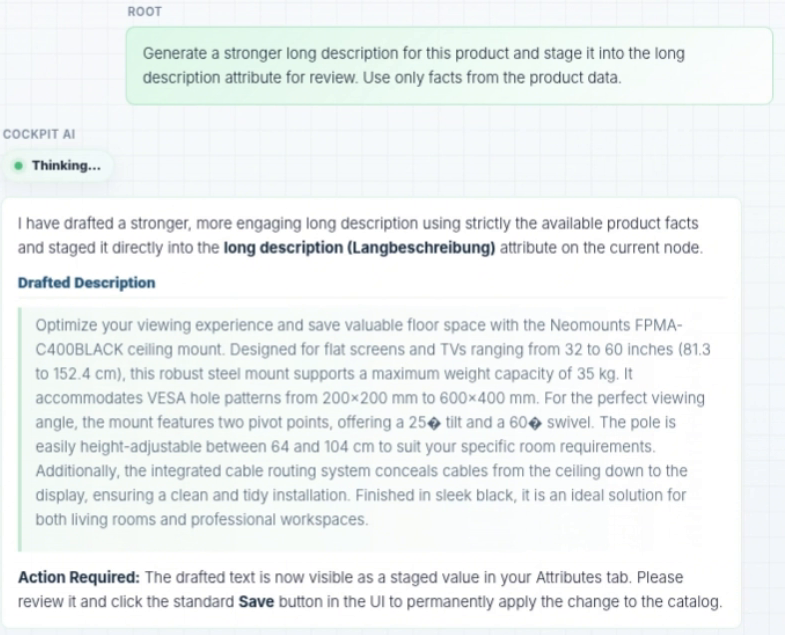 ROOT
Generate a stronger long description for this product and stage it into the long
description attribute for review. Use only facts from the product data.
COCKPIT AI
Thinking...
I have drafted a stronger, more engaging long description using strictly the available product facts
and staged it directly into the long description (Langbeschreibung) attribute on the current node.
Drafted Description
Optimize your viewing experience and save valuable floor space with the Neomounts FPMA-
C400BLACK ceiling mount. Designed for flat screens and TVs ranging from 32 to 60 inches (81.3
to 152.4 cm), this robust steel mount supports a maximum weight capacity of 35 kg. It
accommodates VESA hole patterns from 200×200 mm to 600×400 mm. For the perfect viewing
angle, the mount features two pivot points, offering a 25� tilt and a 60� swivel. The pole is
easily height-adjustable between 64 and 104 cm to suit your specific room requirements.
Additionally, the integrated cable routing system conceals cables from the ceiling down to the
display, ensuring a clean and tidy installation. Finished in sleek black, it is an ideal solution for
both living rooms and professional workspaces.
Action Required: The drafted text is now visible as a staged value in your Attributes tab. Please
review it and click the standard Save button in the UI to permanently apply the change to the catalog.